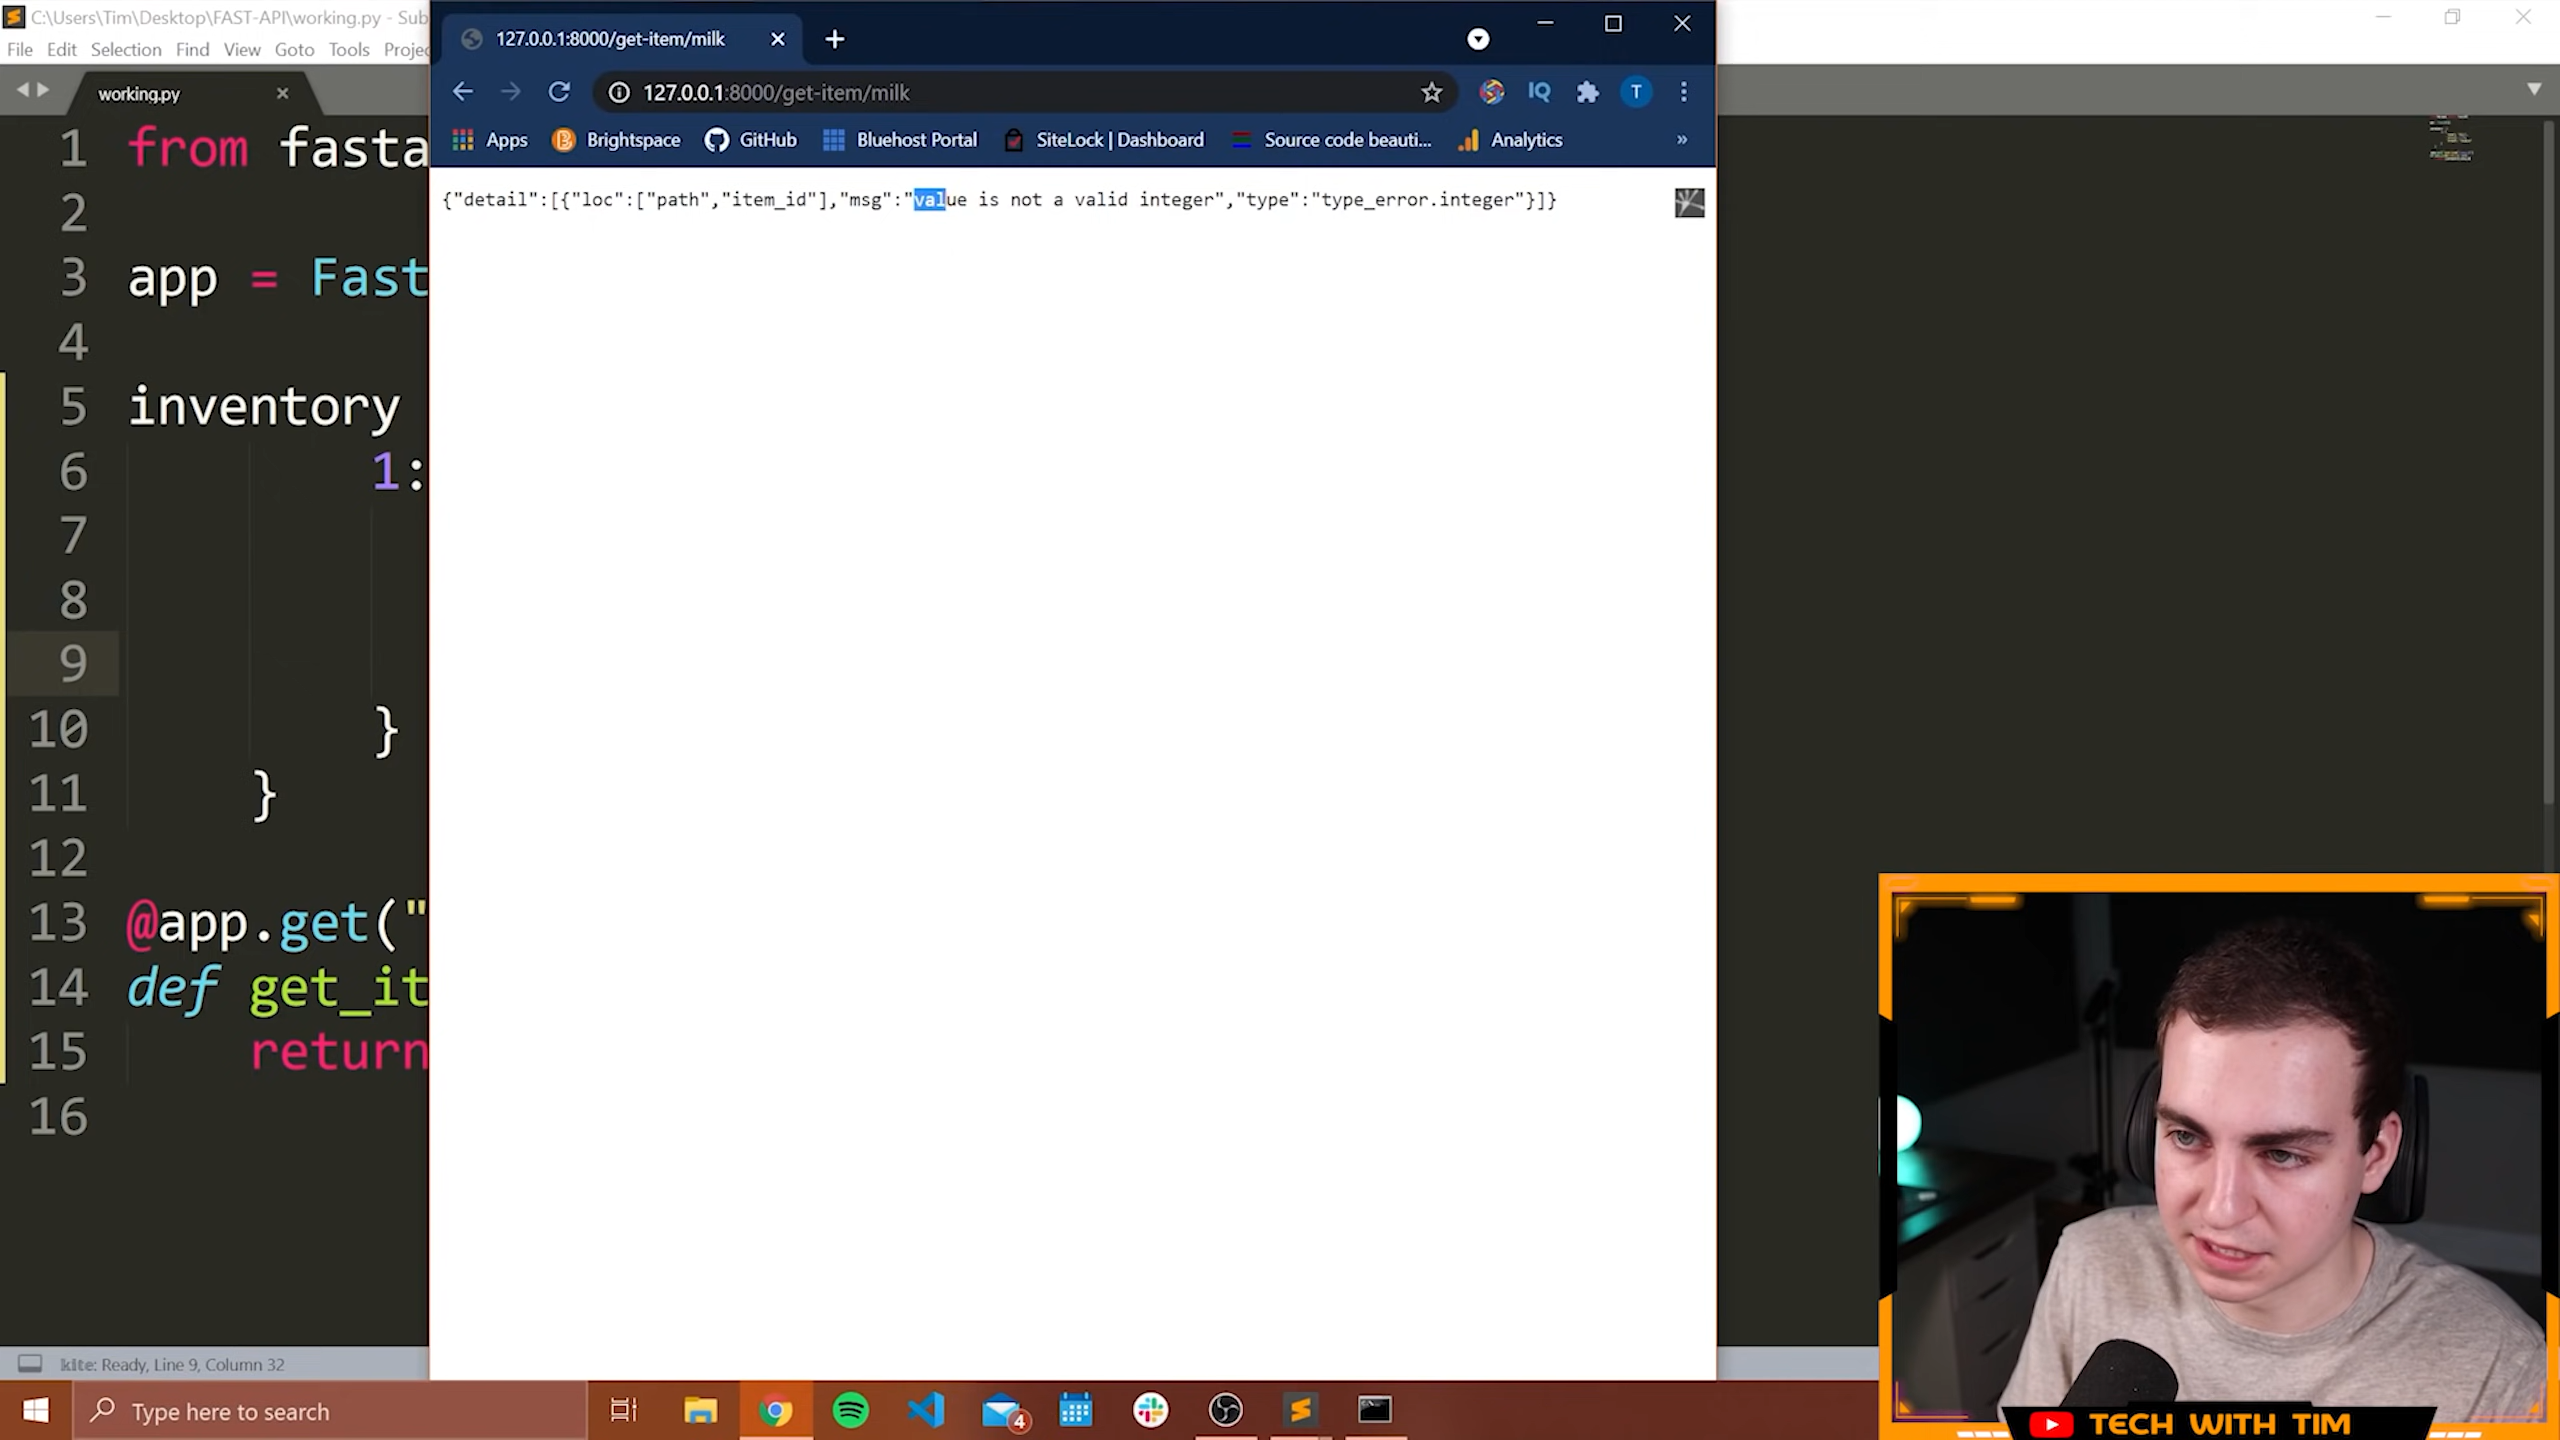 C:\Users\Tim\Desktop\FAST-API\working.py - Sub
File Edit Selection Find View Goto Tools Projec
working.py
127.0.0.1:8000/get-item/milk
127.0.0.1:8000/get-item/milk
IQ
T
Apps Brightspace GitHub Bluehost Portal SiteLock | Dashboard Source code beauti... Analytics »
{"detail":[{"loc":["path","item_id"],"msg":"value is not a valid integer","type":"type_error.integer"}]}
1 from fasta
2
3 app = Fast
4
5 inventory
6 1:
7
8
9
10 }
11 }
12
13 @app.get("
14 def get_it
15 return
16
kite: Ready, Line 9, Column 32
Type here to search
4
TECH WITH TIM